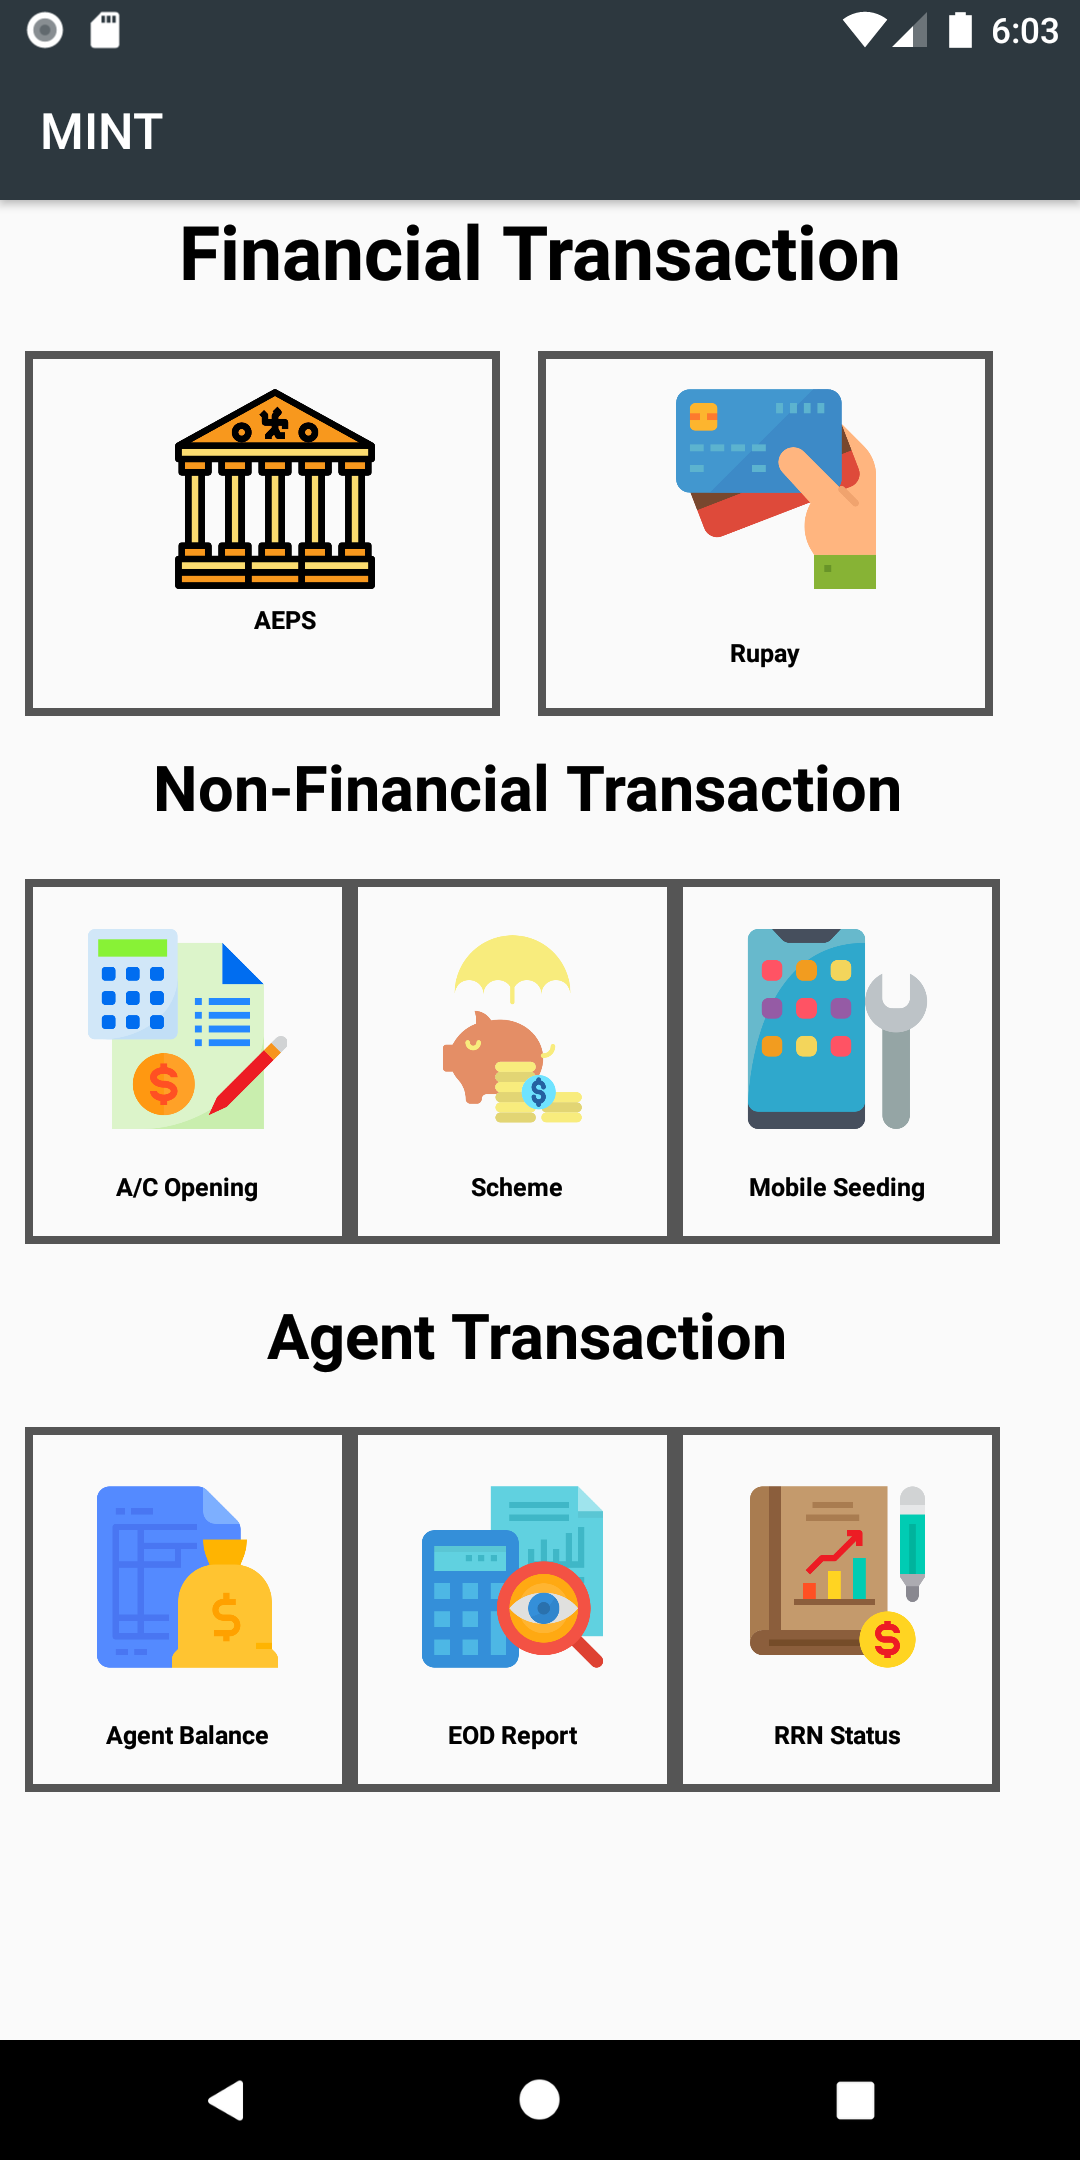 6:03
MINT
Financial Transaction
AEPS
Rupay
Non-Financial Transaction
A/C Opening
Scheme
Mobile Seeding
Agent Transaction
Agent Balance
EOD Report
RRN Status